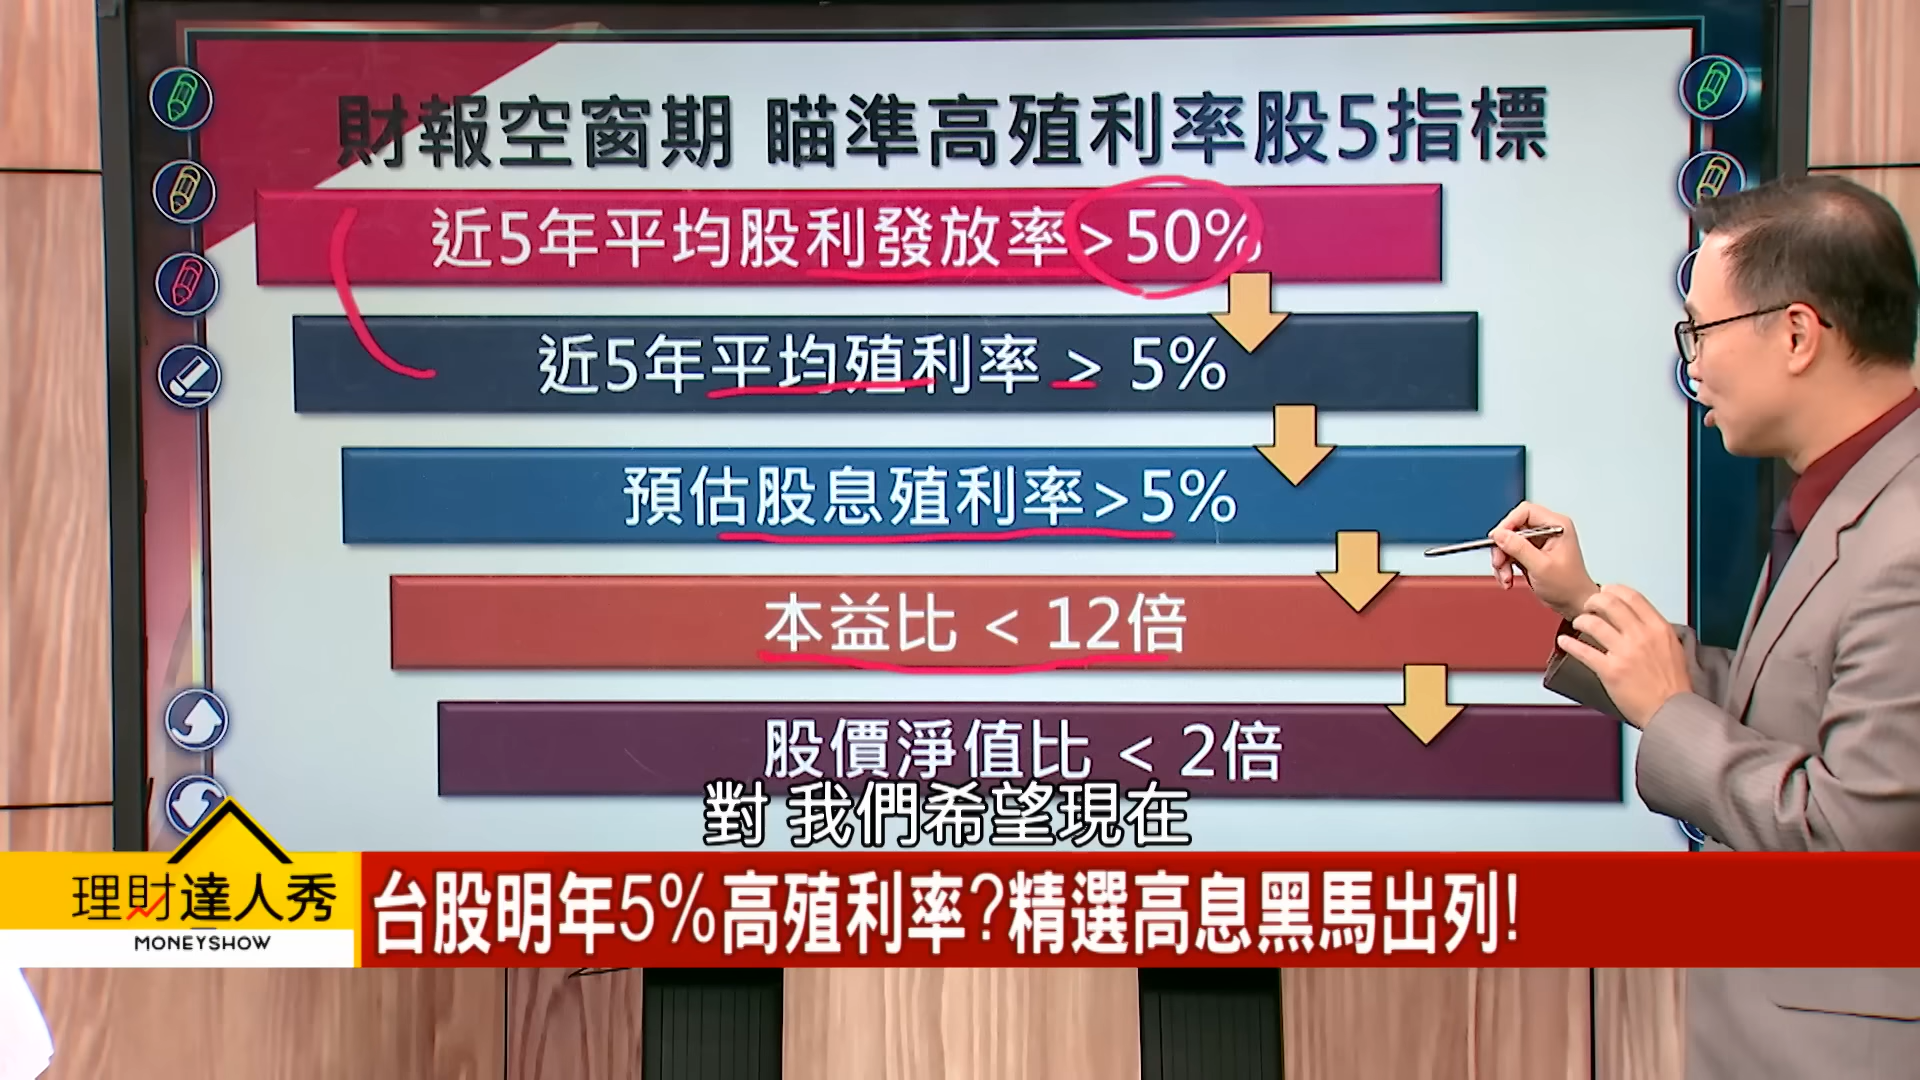 財報空窗期 瞄準高殖利率股5指標
近5年平均股利發放率>50%
近5年平均殖利率 > 5%
預估股息殖利率>5%
本益比 < 12倍
股價淨值比 < 2倍
對 我們希望現在
理財達人秀
MONEYSHOW
台股明年5%高殖利率?精選高息黑馬出列!